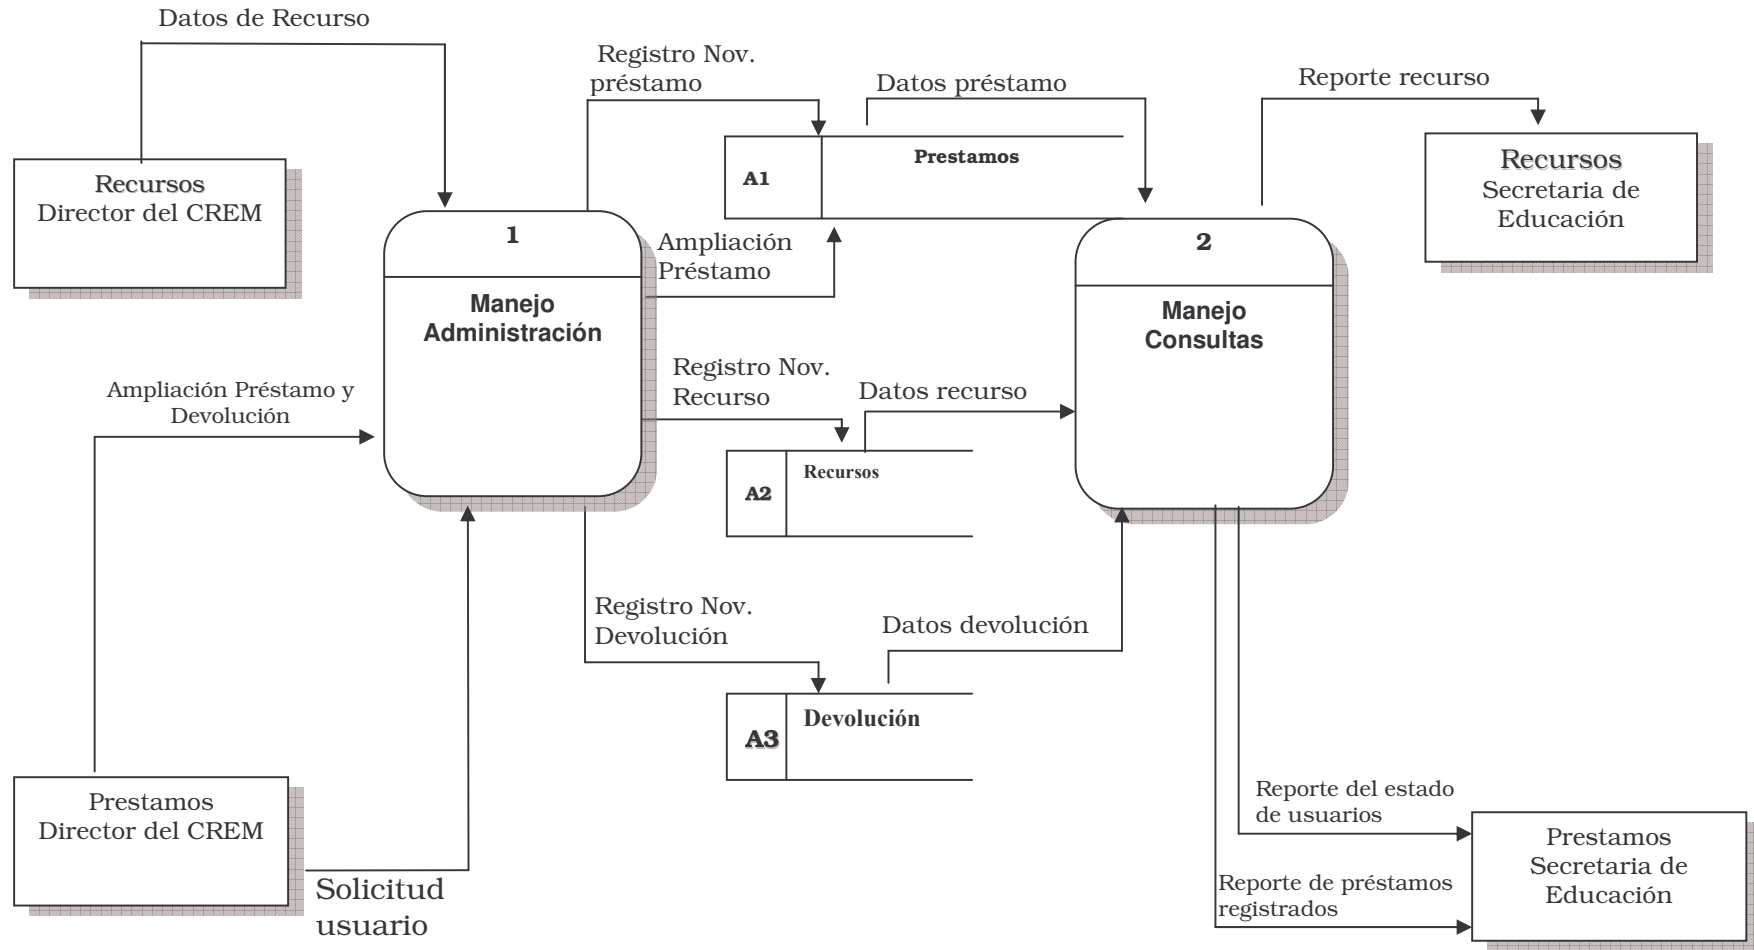 Datos de Recurso
Registro Nov.
préstamo
Datos préstamo
Reporte recurso
Recursos
Director del CREM
A1
Prestamos
Recursos
Secretaria de
Educación
1
Manejo
Administración
Ampliación
Préstamo
2
Manejo
Consultas
Ampliación Préstamo y
Devolución
Registro Nov.
Recurso
Datos recurso
A2
Recursos
Registro Nov.
Devolución
Datos devolución
A3
Devolución
Prestamos
Director del CREM
Solicitud
usuario
Reporte del estado
de usuarios
Reporte de préstamos
registrados
Prestamos
Secretaria de
Educación